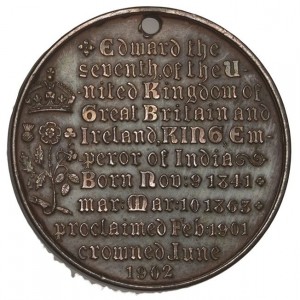 Edward the
seventh, of the U
nited Kingdom of
Great Britain and
Ireland, KING Em-
peror of India
Born Nov: 9 1841
mar. Mar: 10 1863
proclaimed Feb: 1901
crowned June
1902